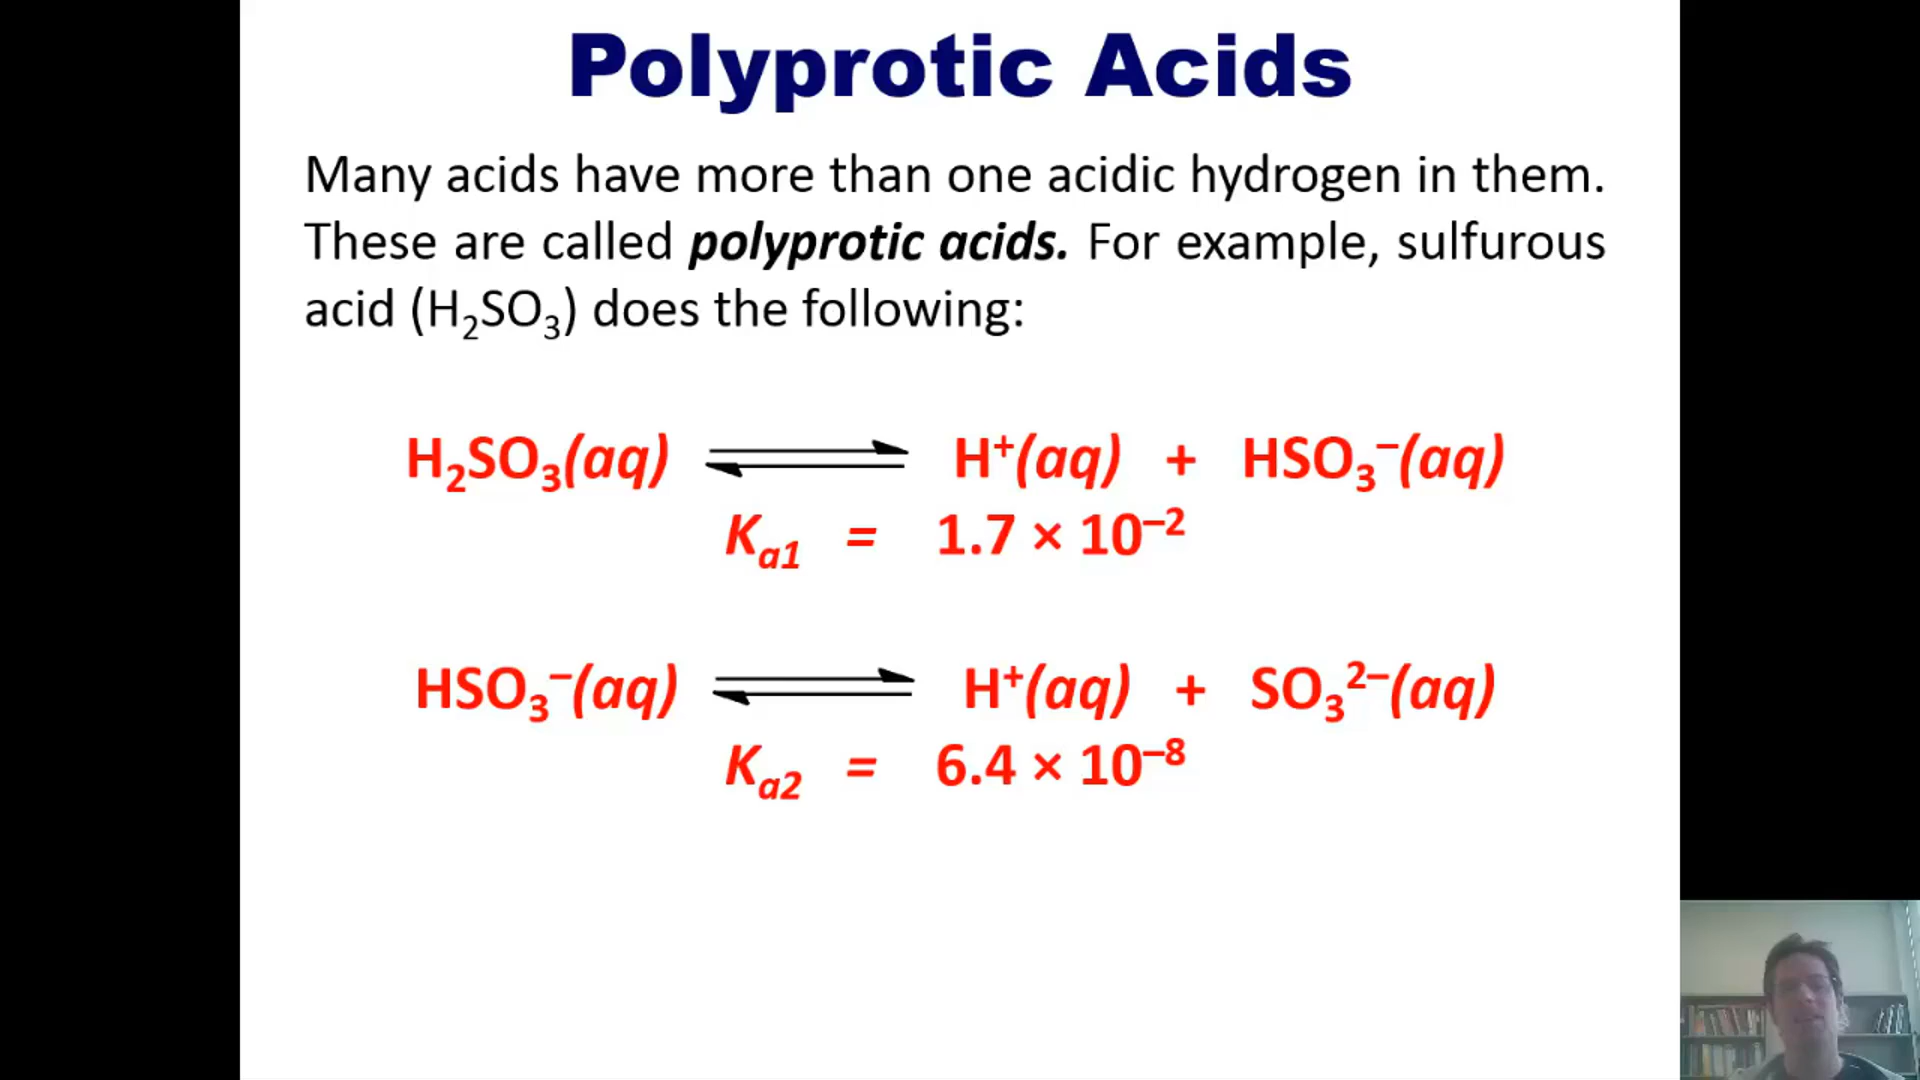 Polyprotic Acids
Many acids have more than one acidic hydrogen in them.
These are called polyprotic acids. For example, sulfurous
acid (H₂SO₃) does the following:
H₂SO₃(aq) ⇌ H⁺(aq) + HSO₃⁻(aq)
Kₐ₁ = 1.7 × 10⁻²
HSO₃⁻(aq) ⇌ H⁺(aq) + SO₃²⁻(aq)
Kₐ₂ = 6.4 × 10⁻⁸